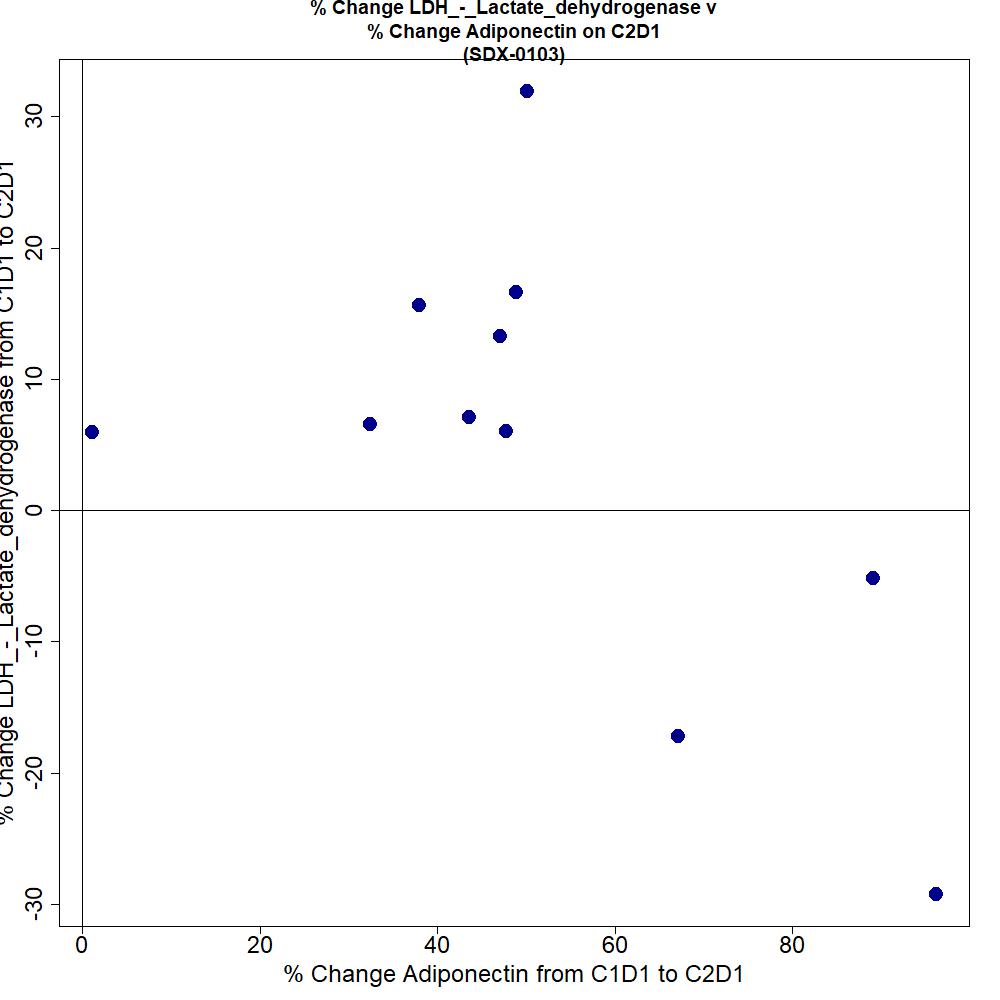 % Change LDH_-_Lactate_dehydrogenase v
% Change Adiponectin on C2D1
(SDX-0103)
% Change LDH_-_Lactate_dehydrogenase from C1D1 to C2D1
30
20
10
0
-10
-20
-30
0 20 40 60 80
% Change Adiponectin from C1D1 to C2D1